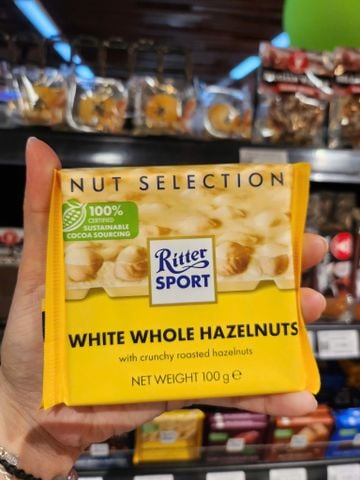 NUT SELECTION
100%
CERTIFIED
SUSTAINABLE
COCOA SOURCING
Ritter
SPORT
WHITE WHOLE HAZELNUTS
with crunchy roasted hazelnuts
NET WEIGHT 100 g e